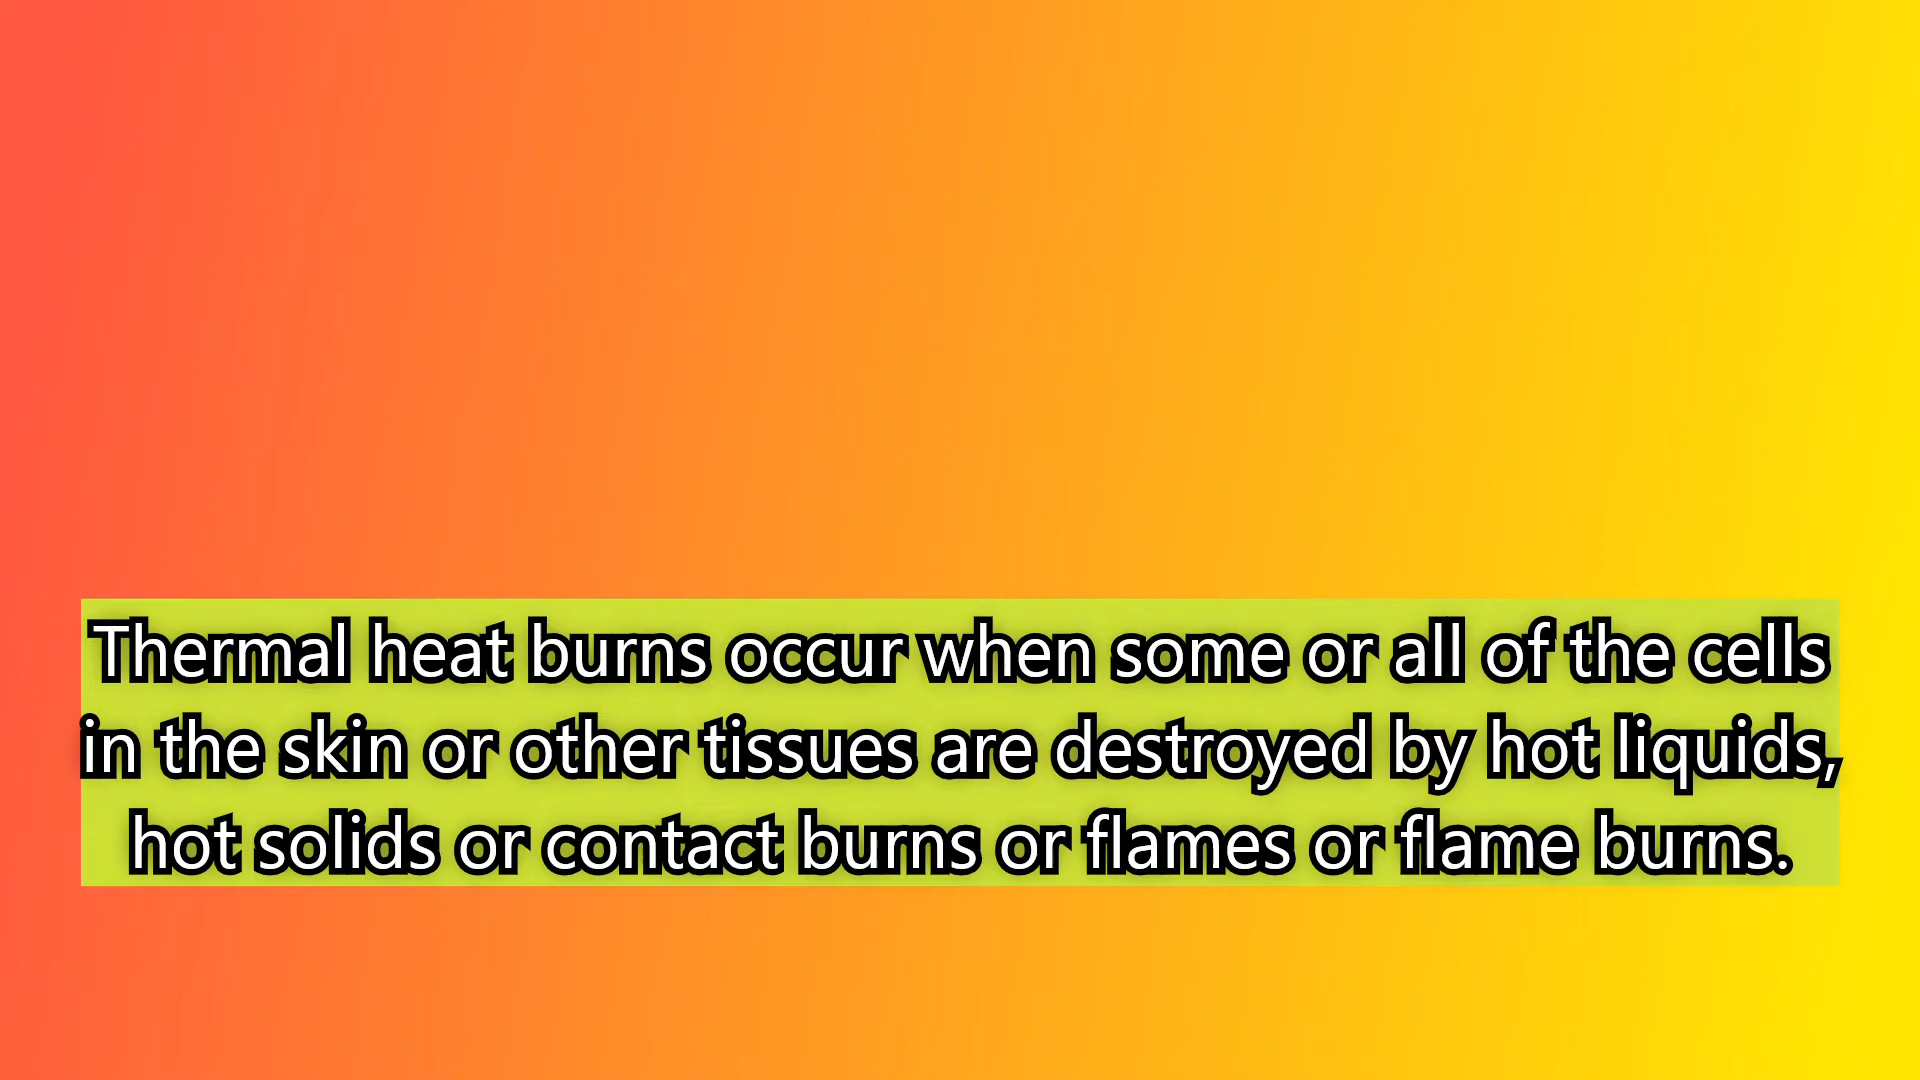 Thermal heat burns occur when some or all of the cells
in the skin or other tissues are destroyed by hot liquids,
hot solids or contact burns or flames or flame burns.